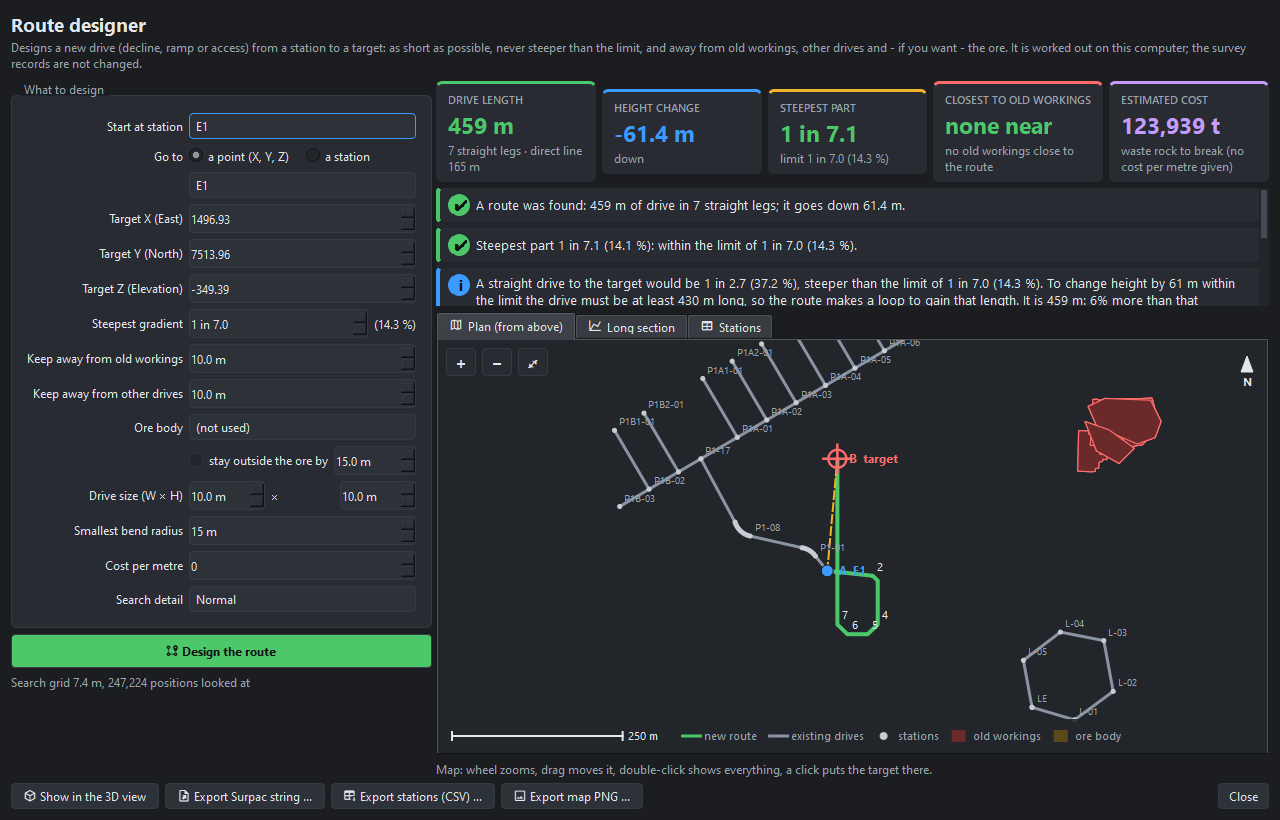 Route designer
Designs a new drive (decline, ramp or access) from a station to a target: as short as possible, never steeper than the limit, and away from old workings, other drives and - if you want - the ore. It is worked out on this computer; the survey
records are not changed.
What to design
Start at station
E1
Go to
a point (X, Y, Z)
a station
E1
Target X (East)
1496.93
Target Y (North)
7513.96
Target Z (Elevation)
-349.39
Steepest gradient
1 in 7.0
(14.3 %)
Keep away from old workings
10.0 m
Keep away from other drives
10.0 m
Ore body
(not used)
stay outside the ore by
15.0 m
Drive size (W × H)
10.0 m
×
10.0 m
Smallest bend radius
15 m
Cost per metre
0
Search detail
Normal
Design the route
Search grid 7.4 m, 247,224 positions looked at
DRIVE LENGTH
459 m
7 straight legs · direct line
165 m
HEIGHT CHANGE
-61.4 m
down
STEEPEST PART
1 in 7.1
limit 1 in 7.0 (14.3 %)
CLOSEST TO OLD WORKINGS
none near
no old workings close to
the route
ESTIMATED COST
123,939 t
waste rock to break (no
cost per metre given)
A route was found: 459 m of drive in 7 straight legs; it goes down 61.4 m.
Steepest part 1 in 7.1 (14.1 %): within the limit of 1 in 7.0 (14.3 %).
A straight drive to the target would be 1 in 2.7 (37.2 %), steeper than the limit of 1 in 7.0 (14.3 %). To change height by 61 m within
the limit the drive must be at least 430 m long, so the route makes a loop to gain that length. It is 459 m: 6% more than that
Plan (from above)
Long section
Stations
+
−
N
P1A-06
P1A2-01
P1A-05
P1A1-01
P1A-04
P1A-03
P1B2-01
P1A-02
P1B1-01
P1A-01
P1-17
P1B-02
P1B-03
B target
P1-08
P1-01
A E1
2
7
4
6
5
L-04
L-03
L-05
L-02
LE
L-01
250 m
new route
existing drives
stations
old workings
ore body
Map: wheel zooms, drag moves it, double-click shows everything, a click puts the target there.
Show in the 3D view
Export Surpac string ...
Export stations (CSV) ...
Export map PNG ...
Close